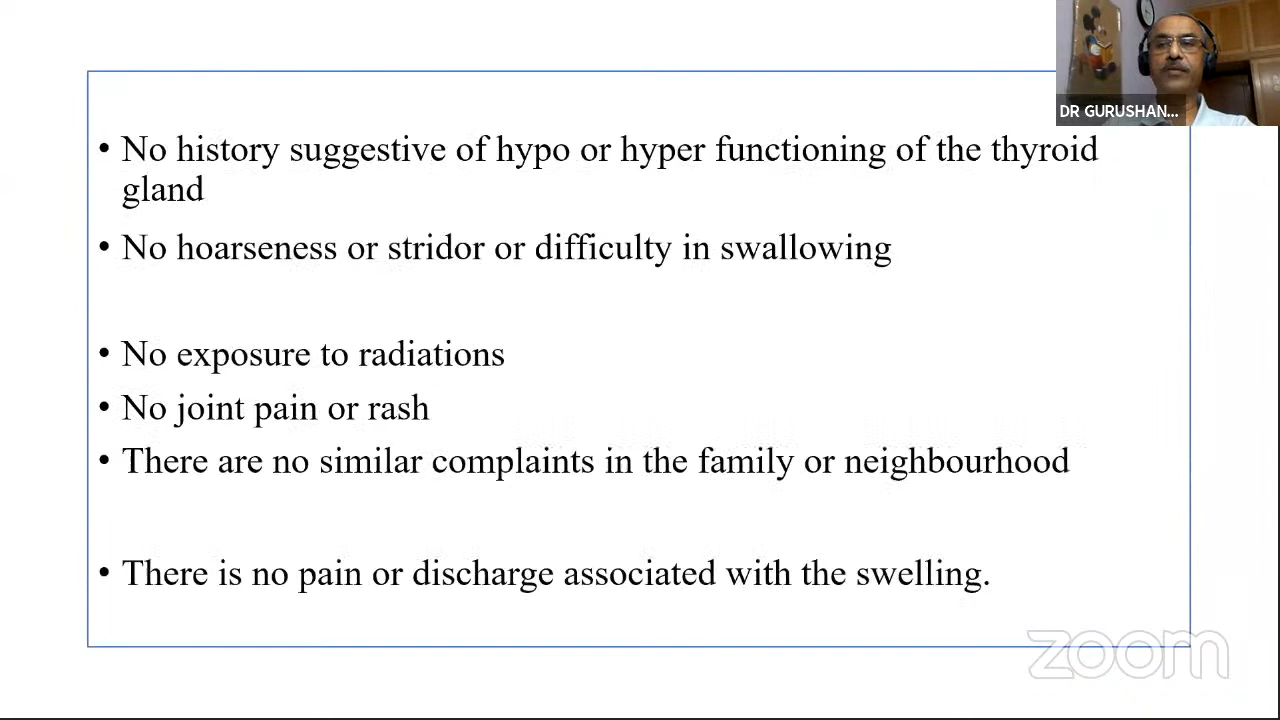 DR GURUSHAN...
• No history suggestive of hypo or hyper functioning of the thyroid
gland
• No hoarseness or stridor or difficulty in swallowing
• No exposure to radiations
• No joint pain or rash
• There are no similar complaints in the family or neighbourhood
• There is no pain or discharge associated with the swelling.
zoom